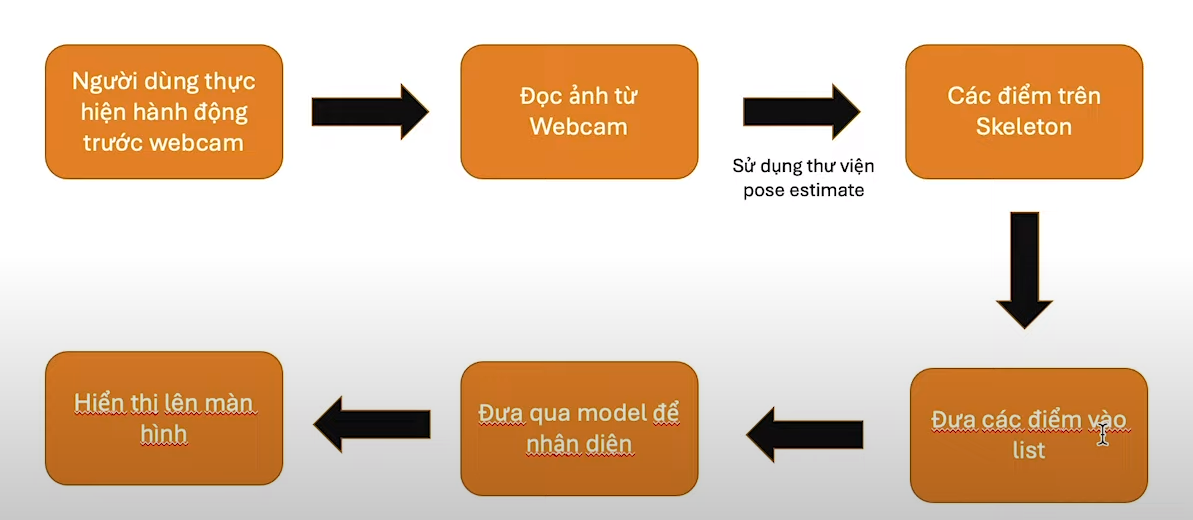 Người dùng thực
hiện hành động
trước webcam
Đọc ảnh từ
Webcam
Sử dụng thư viện
pose estimate
Các điểm trên
Skeleton
Đưa các điểm vào
list
Đưa qua model để
nhận diện
Hiển thị lên màn
hình